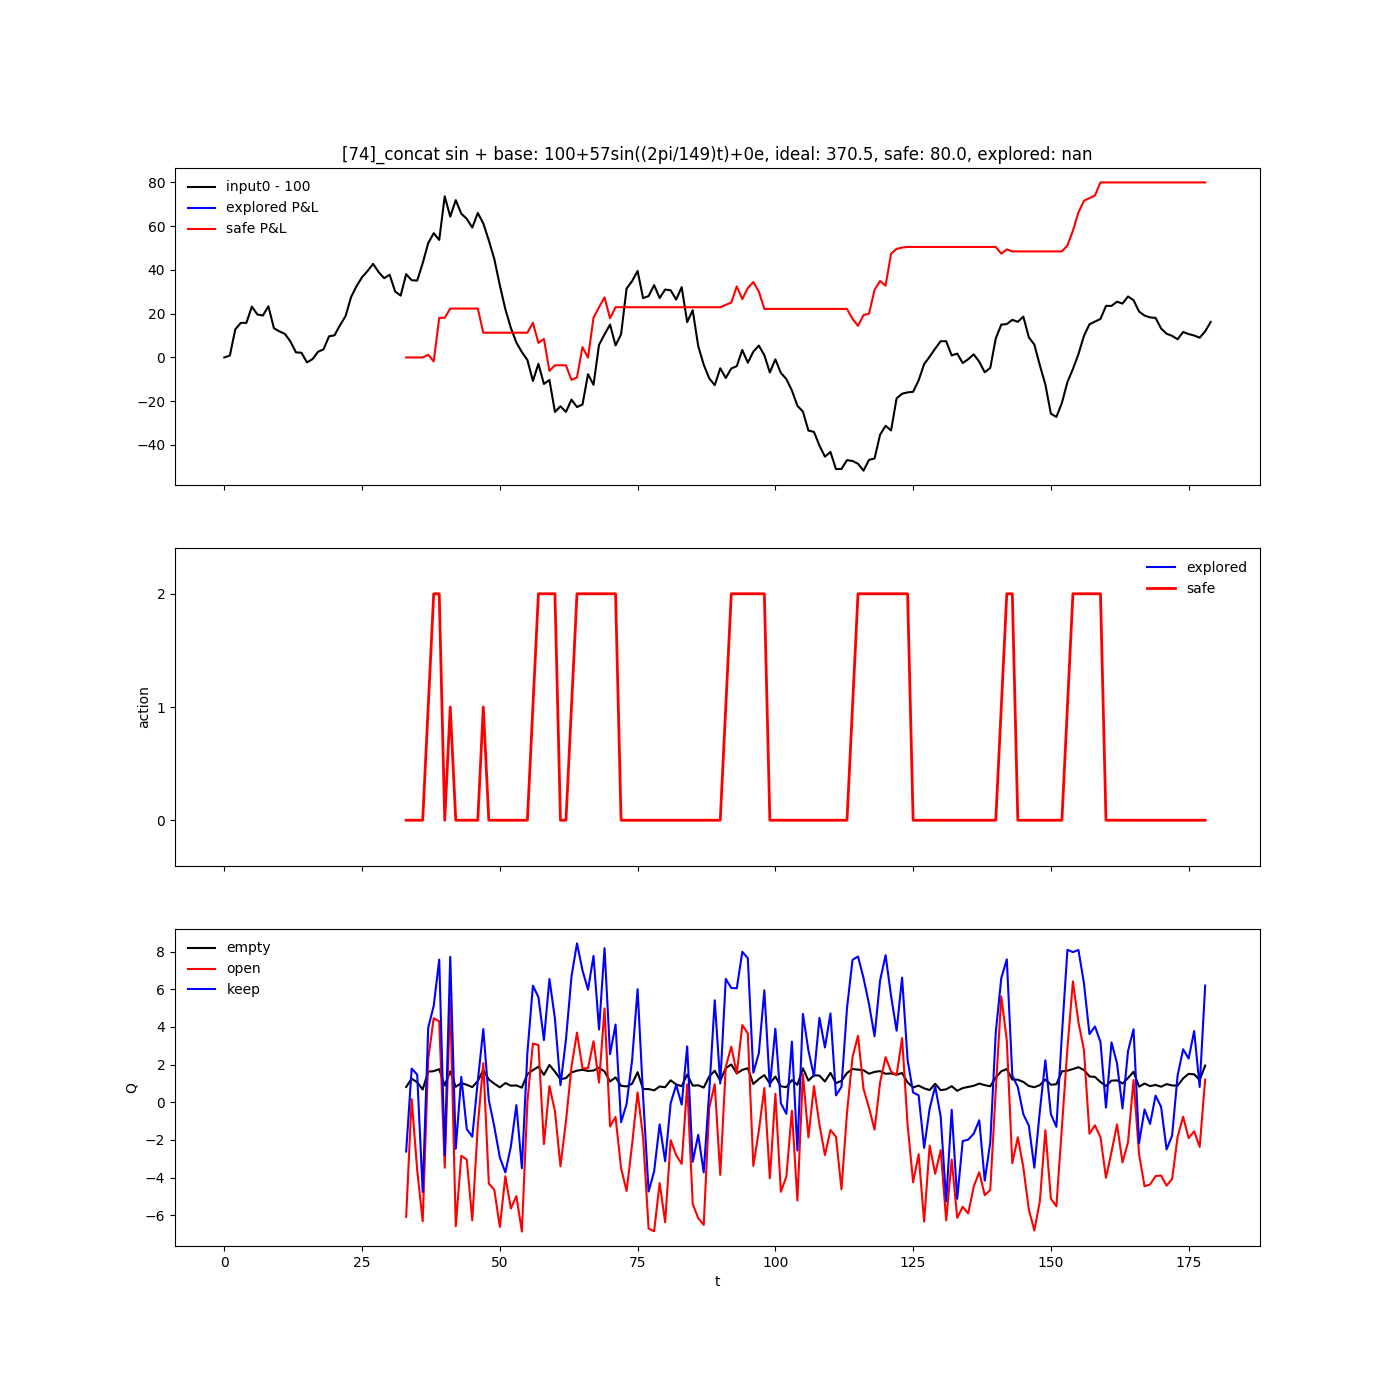 [74]_concat sin + base: 100+57sin((2pi/149)t)+0e, ideal: 370.5, safe: 80.0, explored: nan
input0 - 100
explored P&L
safe P&L
80
60
40
20
0
−20
−40
explored
safe
2
1
0
action
empty
open
keep
8
6
4
2
0
−2
−4
−6
Q
0 25 50 75 100 125 150 175
t